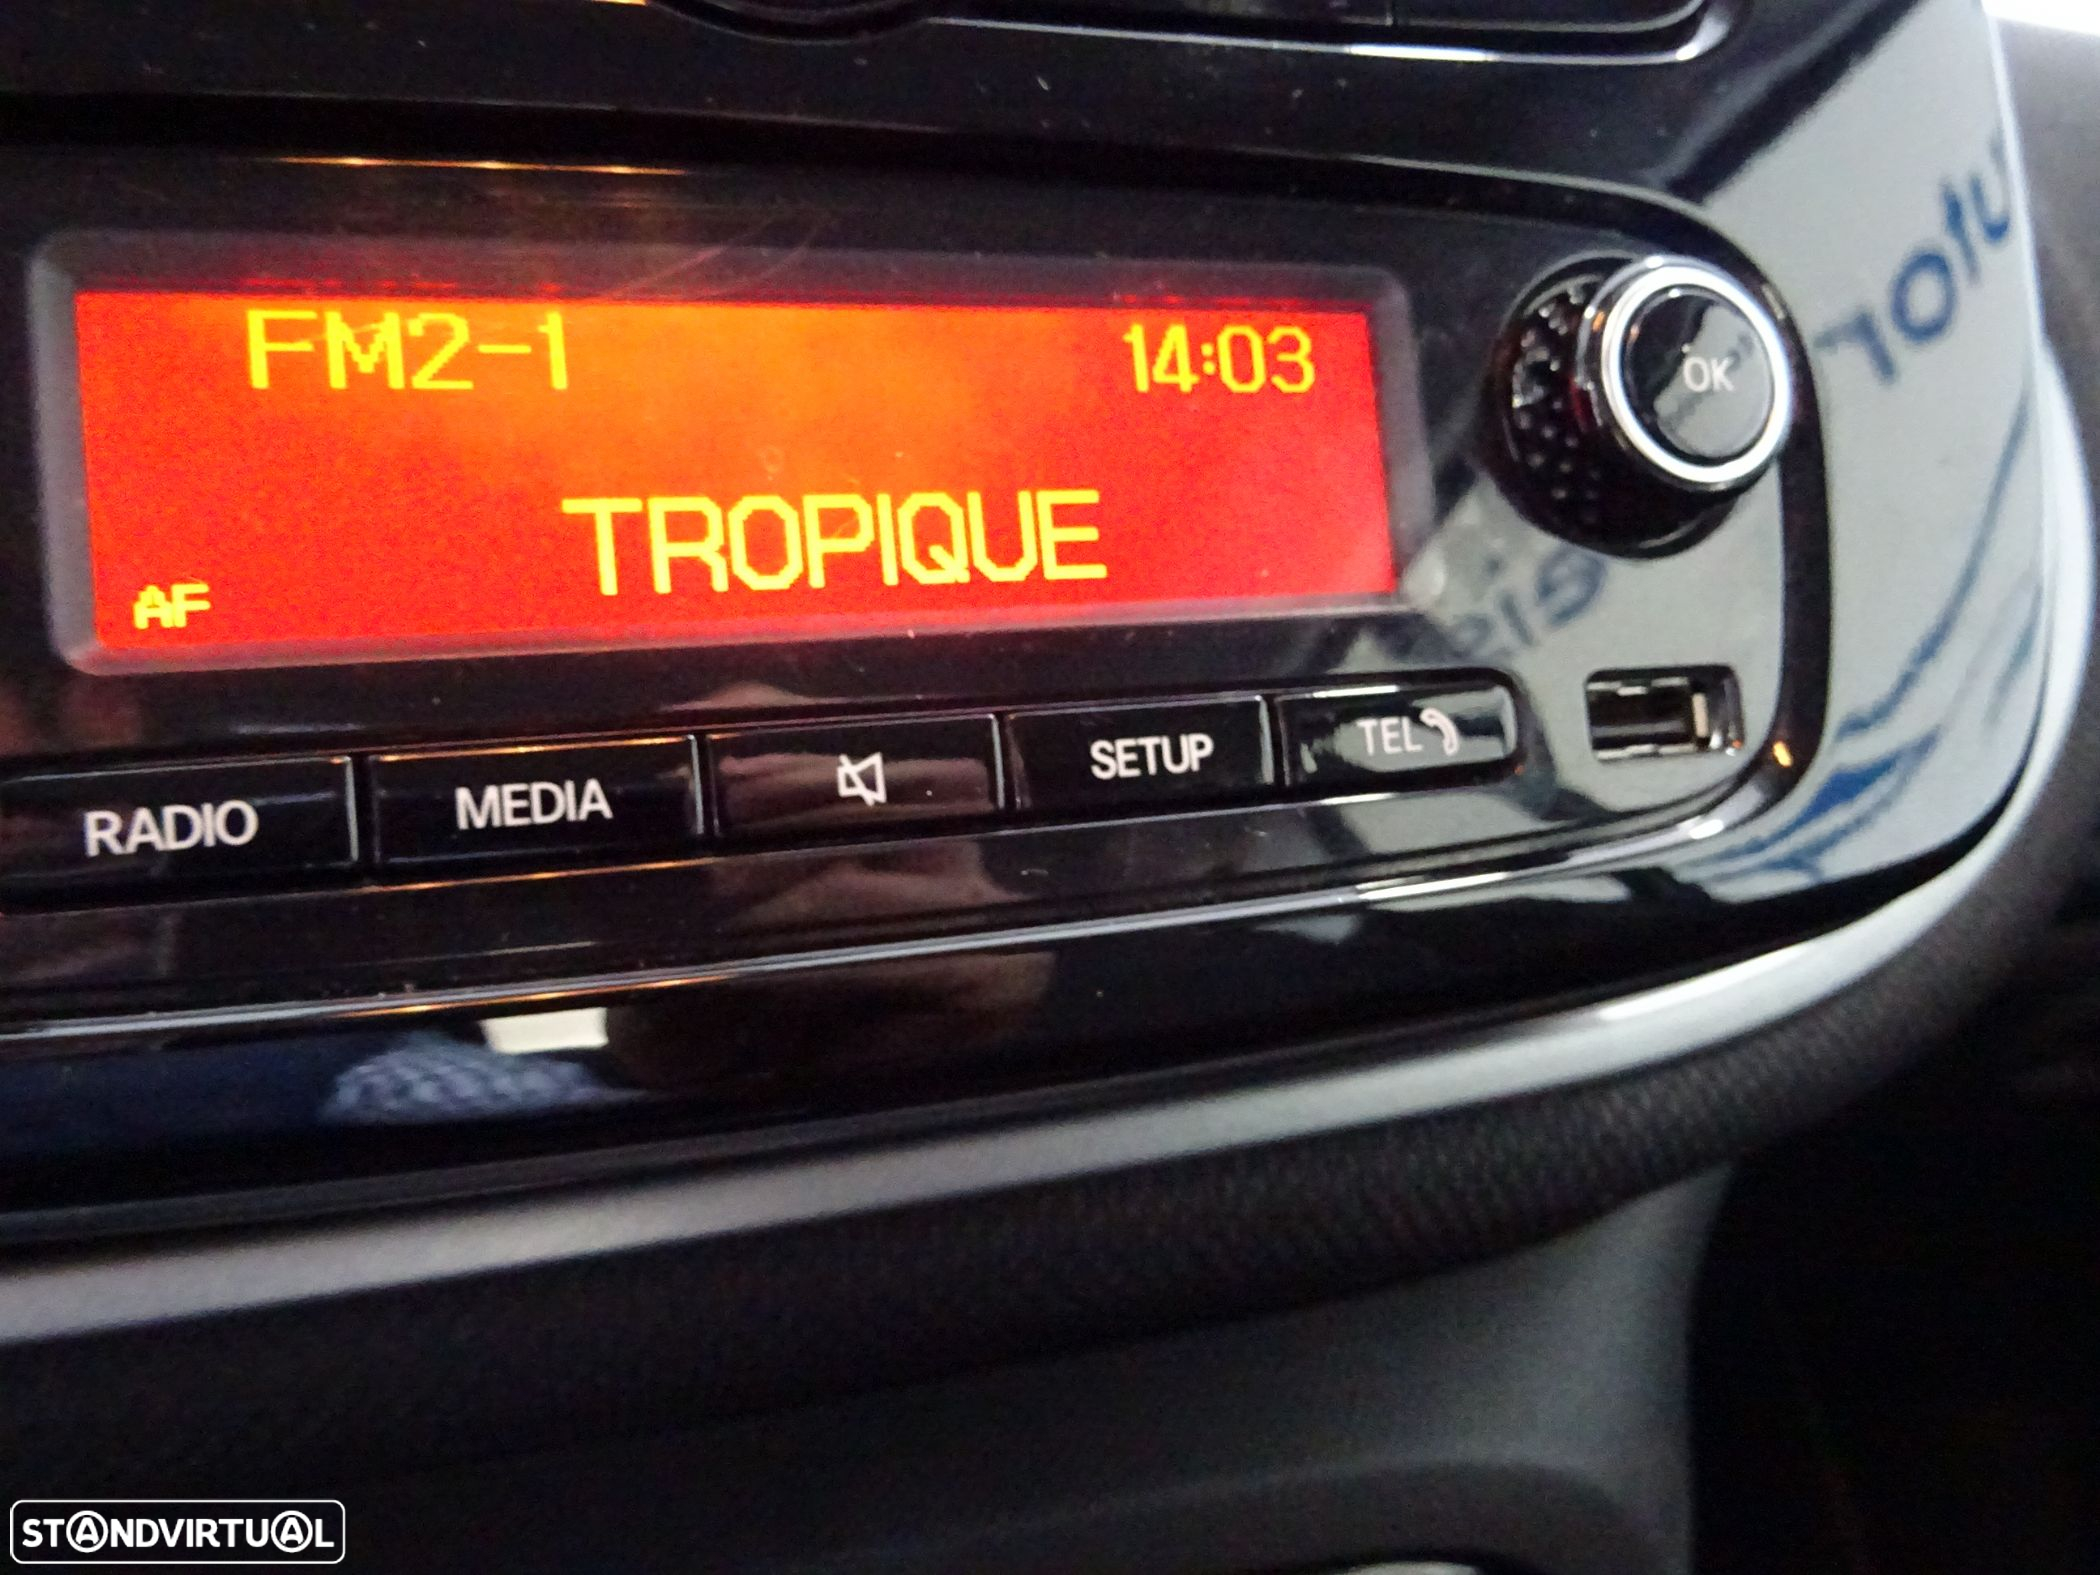 FM2-1 14:03
TROPIQUE
AF
OK
RADIO MEDIA SETUP TEL
STANDVIRTUAL